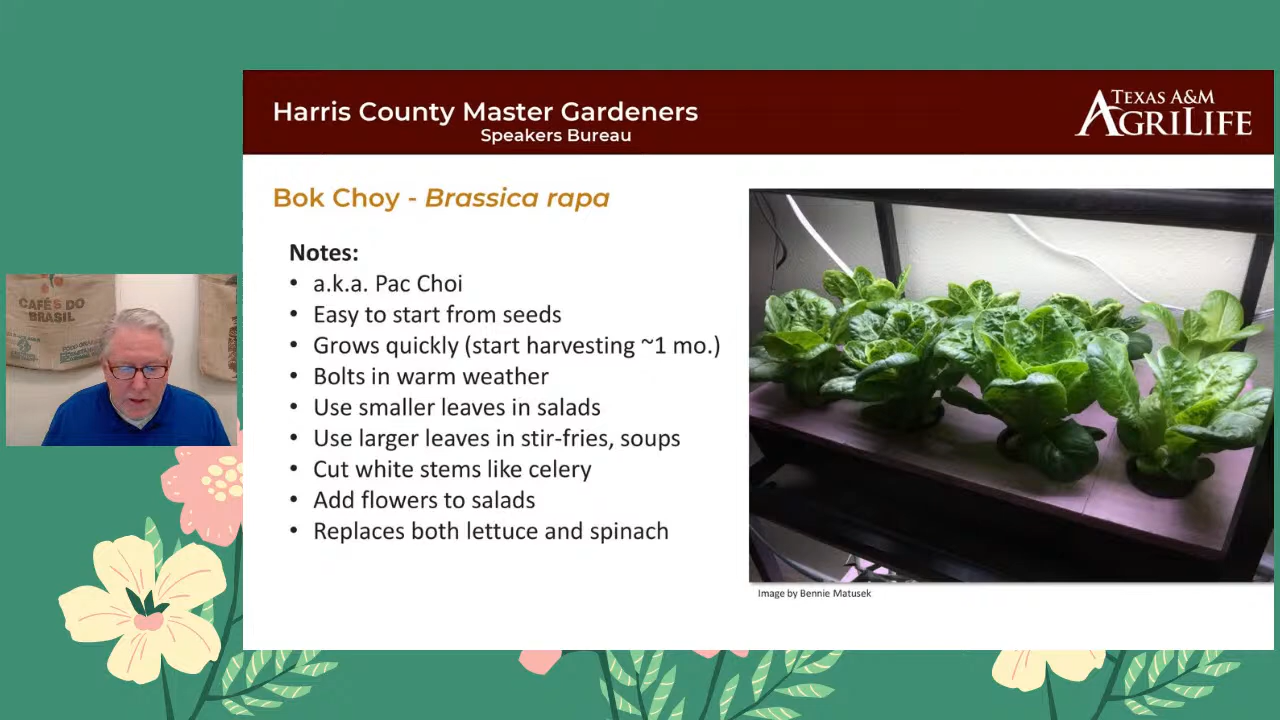 Harris County Master Gardeners
Speakers Bureau
TEXAS A&M
AGRILIFE
Bok Choy - Brassica rapa
Notes:
• a.k.a. Pac Choi
• Easy to start from seeds
• Grows quickly (start harvesting ~1 mo.)
• Bolts in warm weather
• Use smaller leaves in salads
• Use larger leaves in stir-fries, soups
• Cut white stems like celery
• Add flowers to salads
• Replaces both lettuce and spinach
Image by Bennie Matusek
CAFÉS DO
BRASIL